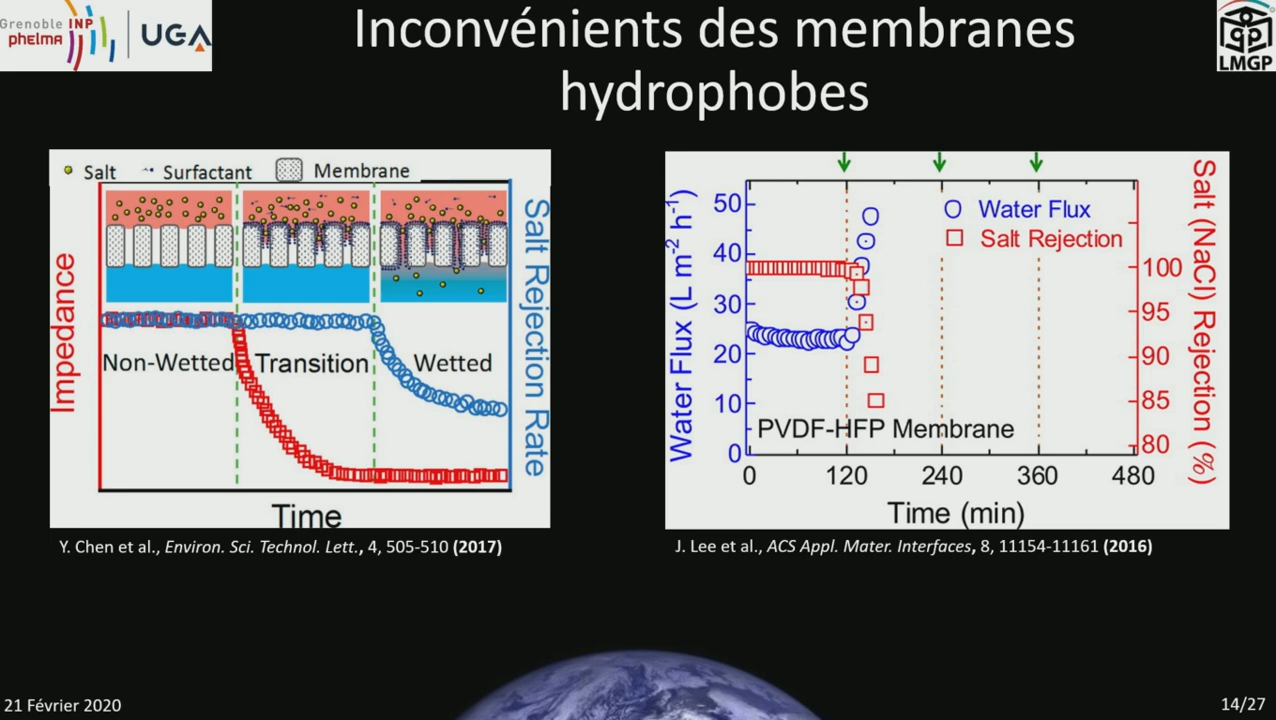 Grenoble INP
phelma
UGA
Inconvénients des membranes
hydrophobes
LMGP
Salt
Surfactant
Membrane
Impedance
Salt Rejection Rate
Non-Wetted
Transition
Wetted
Time
Y. Chen et al., Environ. Sci. Technol. Lett., 4, 505-510 (2017)
Water Flux (L m-2 h-1)
50
40
30
20
10
0
Water Flux
Salt Rejection
PVDF-HFP Membrane
100
95
90
85
80
Salt (NaCl) Rejection (%)
0 120 240 360 480
Time (min)
J. Lee et al., ACS Appl. Mater. Interfaces, 8, 11154-11161 (2016)
21 Février 2020
14/27